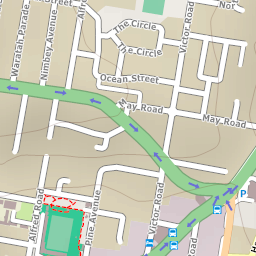 Street
Not
Alfred
Waratah Parade
Nimbey Avenue
The Circle
The Circle
Victor Road
Ocean Street
May Road
May Road
Alfred Road
Pine Avenue
Victor Road
P